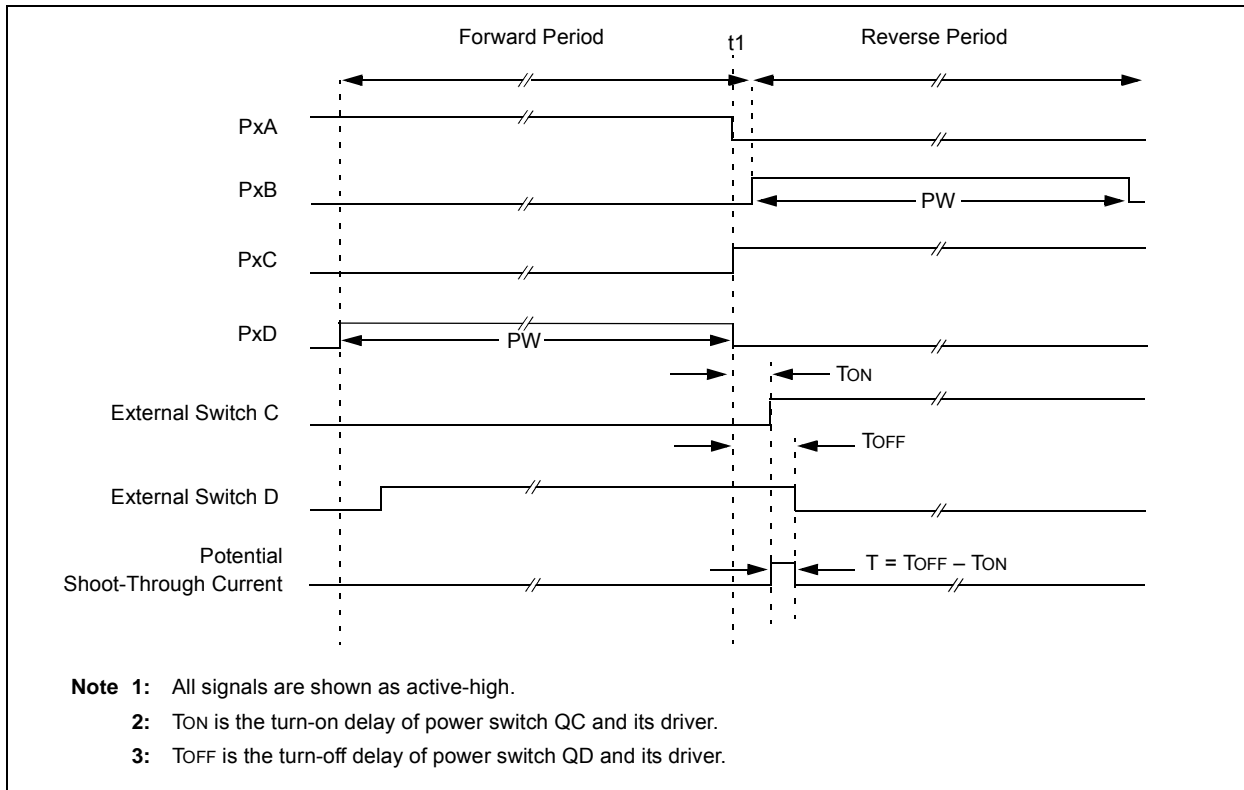 Forward Period
t1
Reverse Period
PxA
PxB
PW
PxC
PxD
PW
TON
External Switch C
TOFF
External Switch D
Potential
Shoot-Through Current
T = TOFF – TON
Note 1: All signals are shown as active-high.
2: TON is the turn-on delay of power switch QC and its driver.
3: TOFF is the turn-off delay of power switch QD and its driver.